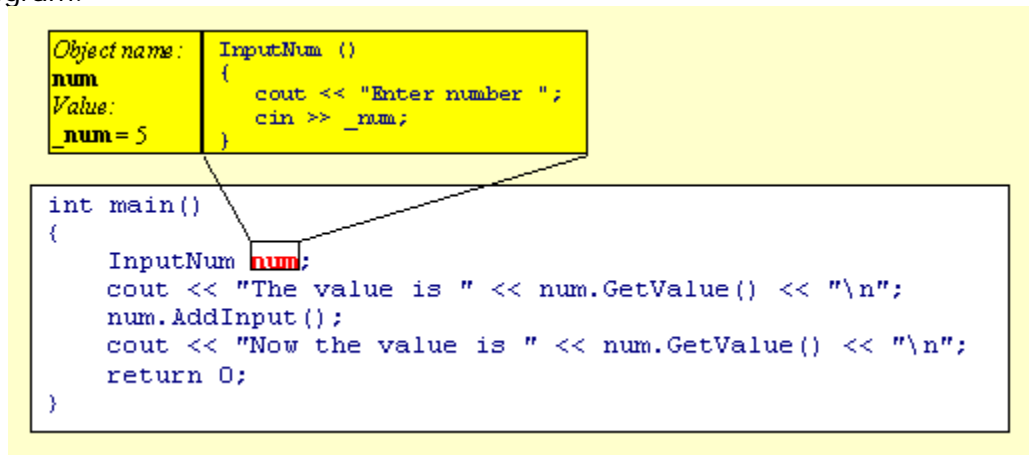 Object name:
num
Value:
_num = 5
InputNum ()
{
cout << "Enter number ";
cin >> _num;
}
int main()
{
InputNum num;
cout << "The value is " << num.GetValue() << "\n";
num.AddInput();
cout << "Now the value is " << num.GetValue() << "\n";
return 0;
}